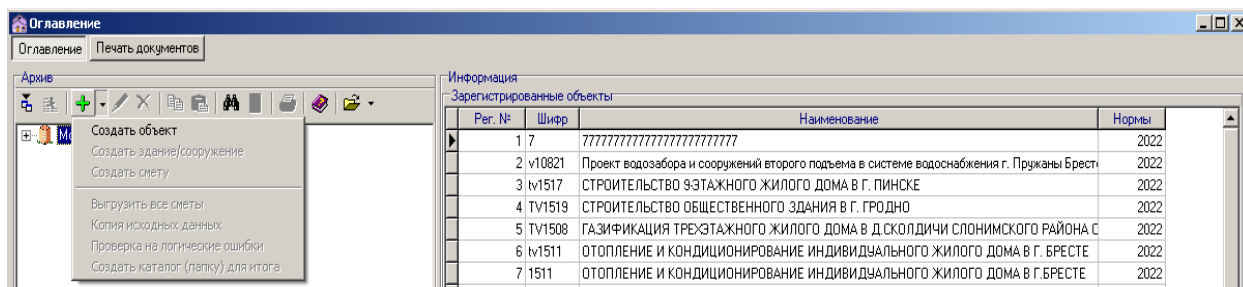 Оглавление
Оглавление Печать документов
Архив
Создать объект
Создать здание/сооружение
Создать смету
Выгрузить все сметы
Копия исходных данных
Проверка на логические ошибки
Создать каталог (папку) для итога
Информация
Зарегистрированные объекты
Рег. № Шифр Наименование Нормы
1 7 2022
2 v10821 Проект водозабора и сооружений второго подъема в системе водоснабжения г. Пружаны Брест 2022
3 tv1517 СТРОИТЕЛЬСТВО 9-ЭТАЖНОГО ЖИЛОГО ДОМА В Г. ПИНСКЕ 2022
4 TV1519 СТРОИТЕЛЬСТВО ОБЩЕСТВЕННОГО ЗДАНИЯ В Г. ГРОДНО 2022
5 TV1508 ГАЗИФИКАЦИЯ ТРЕХЭТАЖНОГО ЖИЛОГО ДОМА В Д.СКОЛДИЧИ СЛОНИМСКОГО РАЙОНА 2022
6 tv1511 ОТОПЛЕНИЕ И КОНДИЦИОНИРОВАНИЕ ИНДИВИДУАЛЬНОГО ЖИЛОГО ДОМА В Г. БРЕСТЕ 2022
7 1511 ОТОПЛЕНИЕ И КОНДИЦИОНИРОВАНИЕ ИНДИВИДУАЛЬНОГО ЖИЛОГО ДОМА В Г.БРЕСТЕ 2022